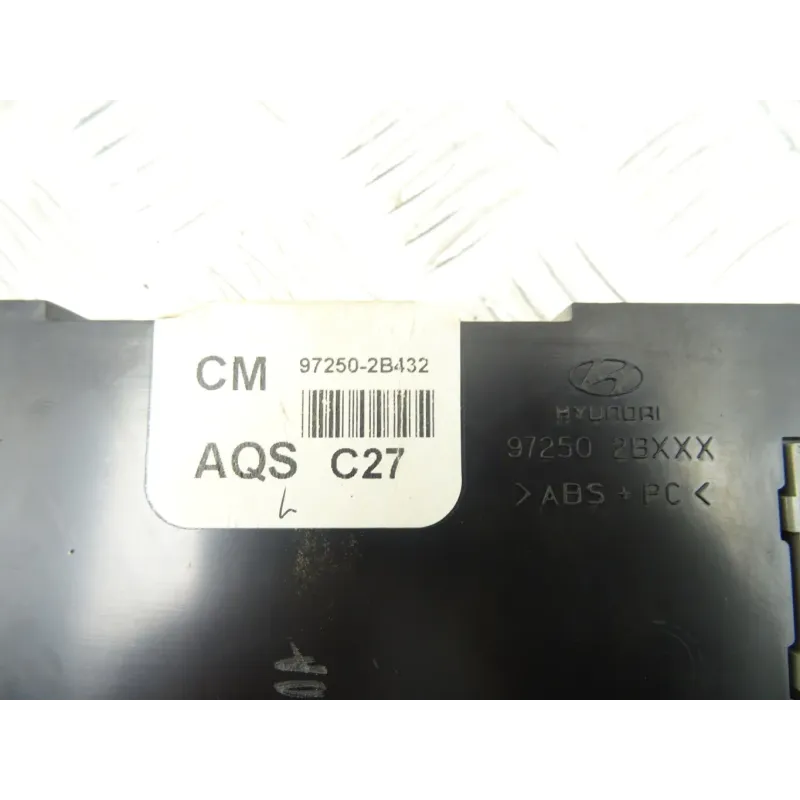 CM 97250-2B432
AQS C27
HYUNDAI
97250 2BXXX
>ABS + PC<